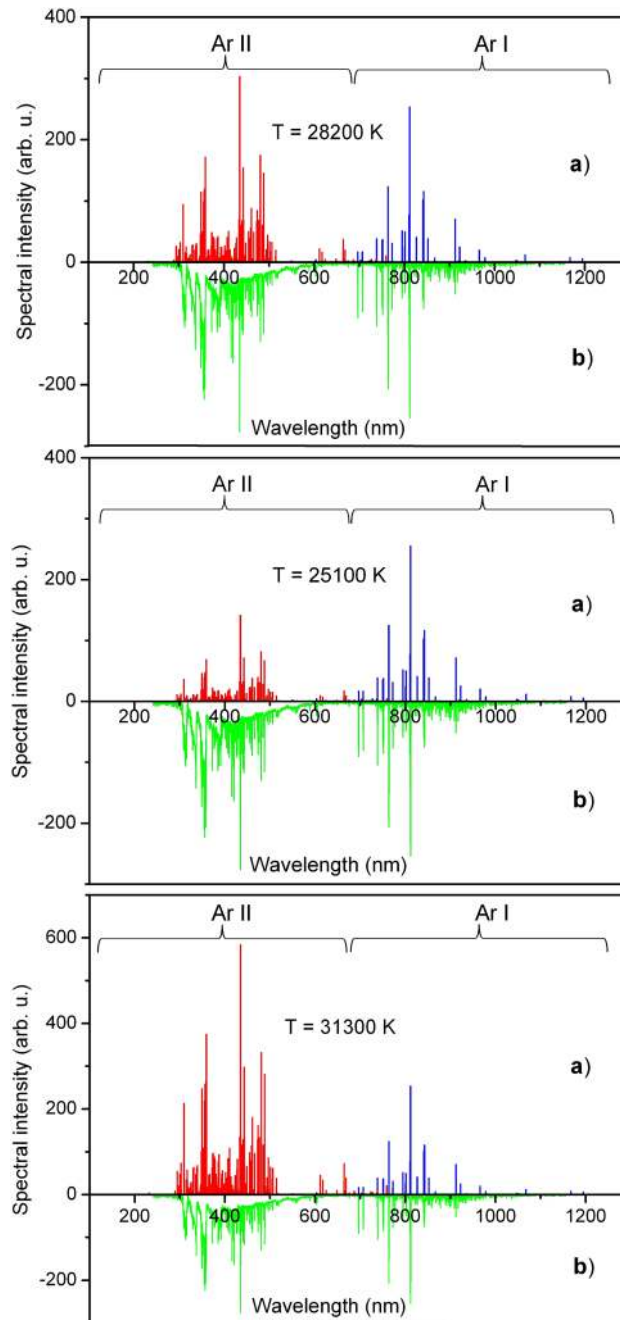 400
Ar II
Ar I
T = 28200 K
200
a)
Spectral intensity (arb. u.)
0
200
400
600
800
1000
1200
b)
-200
Wavelength (nm)
400
Ar II
Ar I
T = 25100 K
200
a)
Spectral intensity (arb. u.)
0
200
400
600
800
1000
1200
b)
-200
Wavelength (nm)
Ar II
Ar I
600
T = 31300 K
a)
400
Spectral intensity (arb. u.)
200
0
200
400
600
800
1000
1200
-200
b)